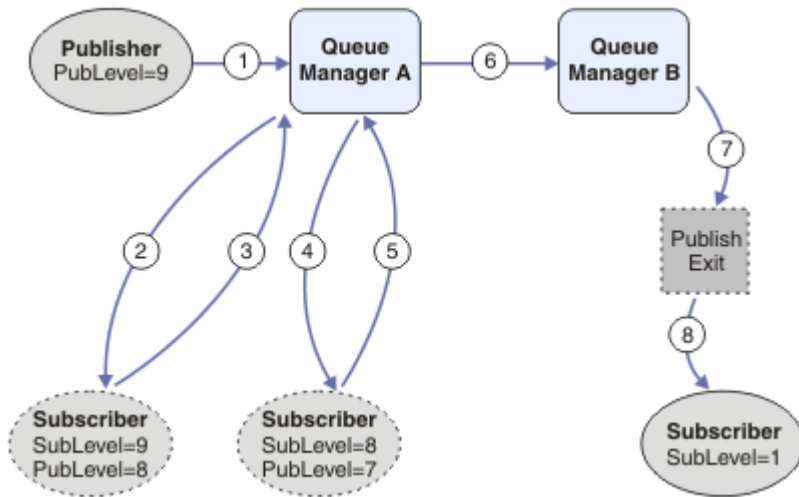 Publisher
PubLevel=9
1
Queue
Manager A
6
Queue
Manager B
2
3
4
5
7
Publish
Exit
8
Subscriber
SubLevel=9
PubLevel=8
Subscriber
SubLevel=8
PubLevel=7
Subscriber
SubLevel=1